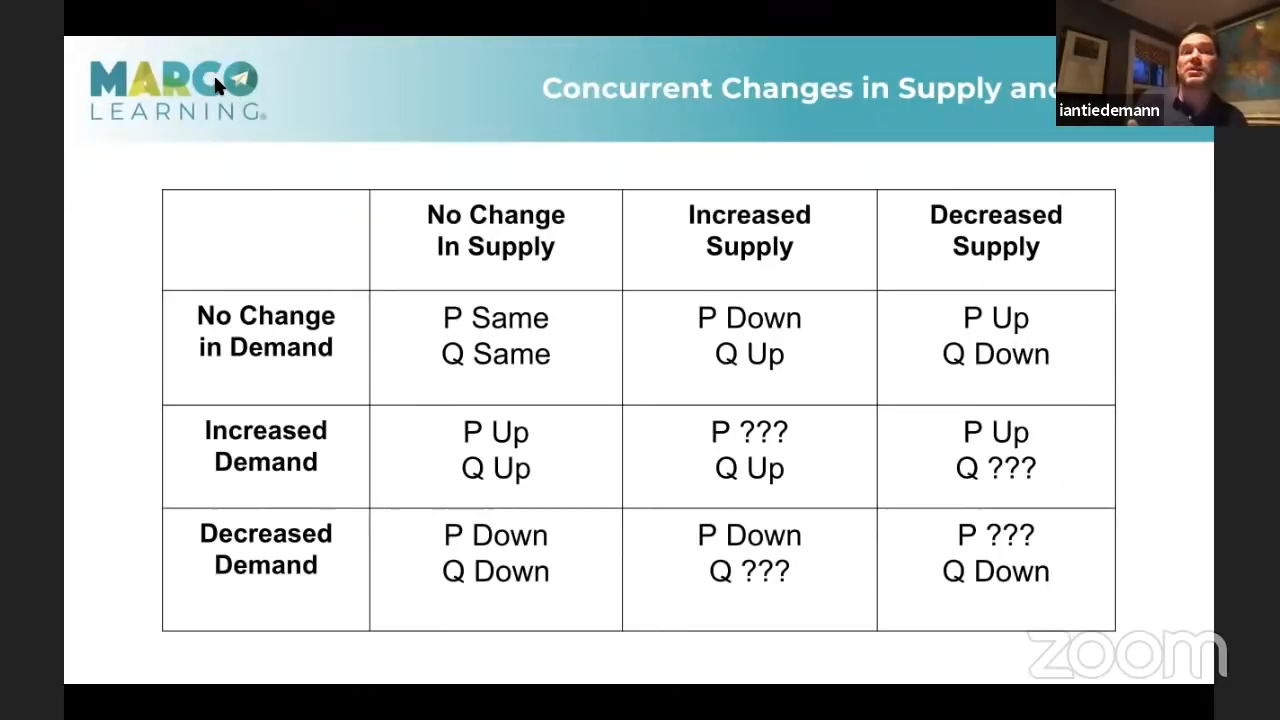 MARCO
LEARNING®
Concurrent Changes in Supply and
iantiedemann
No Change
In Supply
Increased
Supply
Decreased
Supply
No Change
in Demand
P Same
Q Same
P Down
Q Up
P Up
Q Down
Increased
Demand
P Up
Q Up
P ???
Q Up
P Up
Q ???
Decreased
Demand
P Down
Q Down
P Down
Q ???
P ???
Q Down
zoom